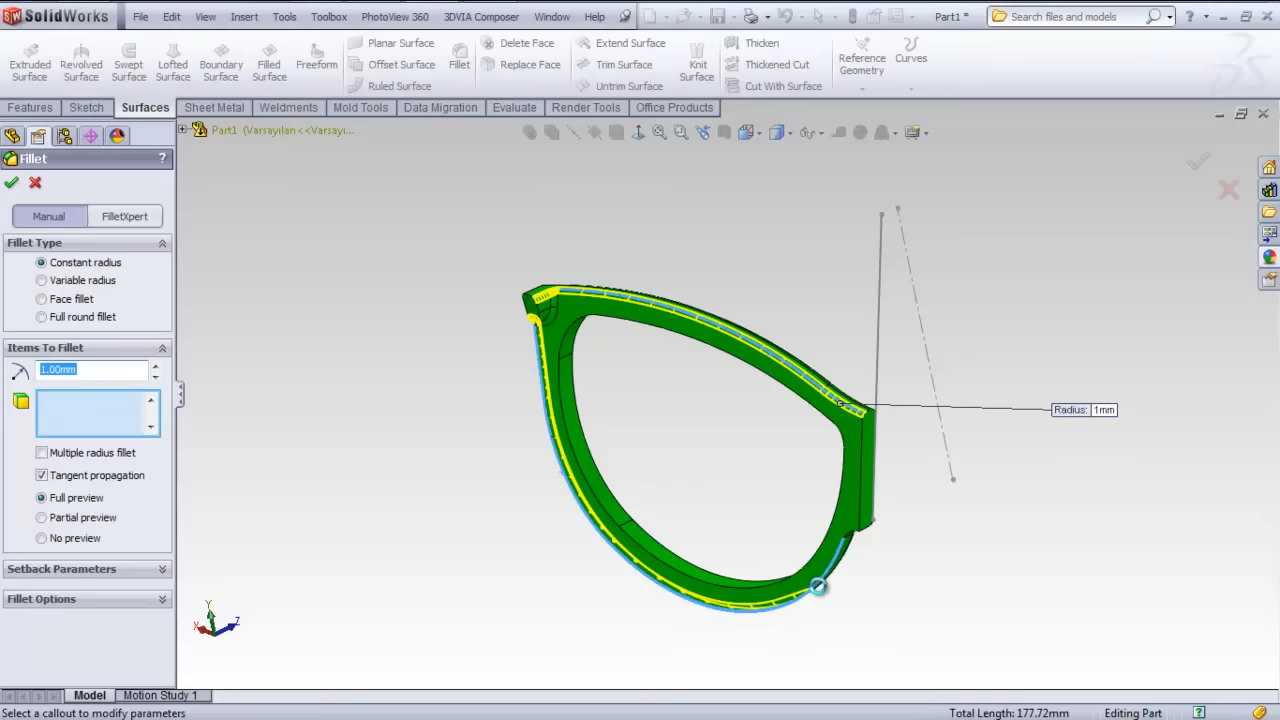 SolidWorks File Edit View Insert Tools Toolbox PhotoView 360 3DVIA Composer Window Help Part1 * Search files and models
Extruded Surface
Revolved Surface
Swept Surface
Lofted Surface
Boundary Surface
Filled Surface
Freeform
Planar Surface
Offset Surface
Ruled Surface
Fillet
Delete Face
Replace Face
Extend Surface
Trim Surface
Untrim Surface
Knit Surface
Thicken
Thickened Cut
Cut With Surface
Reference Geometry
Curves
Features Sketch Surfaces Sheet Metal Weldments Mold Tools Data Migration Evaluate Render Tools Office Products
Part1 (Varsayılan<<Varsayı...
Fillet ?
Manual FilletXpert
Fillet Type
Constant radius
Variable radius
Face fillet
Full round fillet
Items To Fillet
1.00mm
Multiple radius fillet
Tangent propagation
Full preview
Partial preview
No preview
Setback Parameters
Fillet Options
Radius: 1mm
Y
X
Z
Model Motion Study 1
Select a callout to modify parameters Total Length: 177.72mm Editing Part